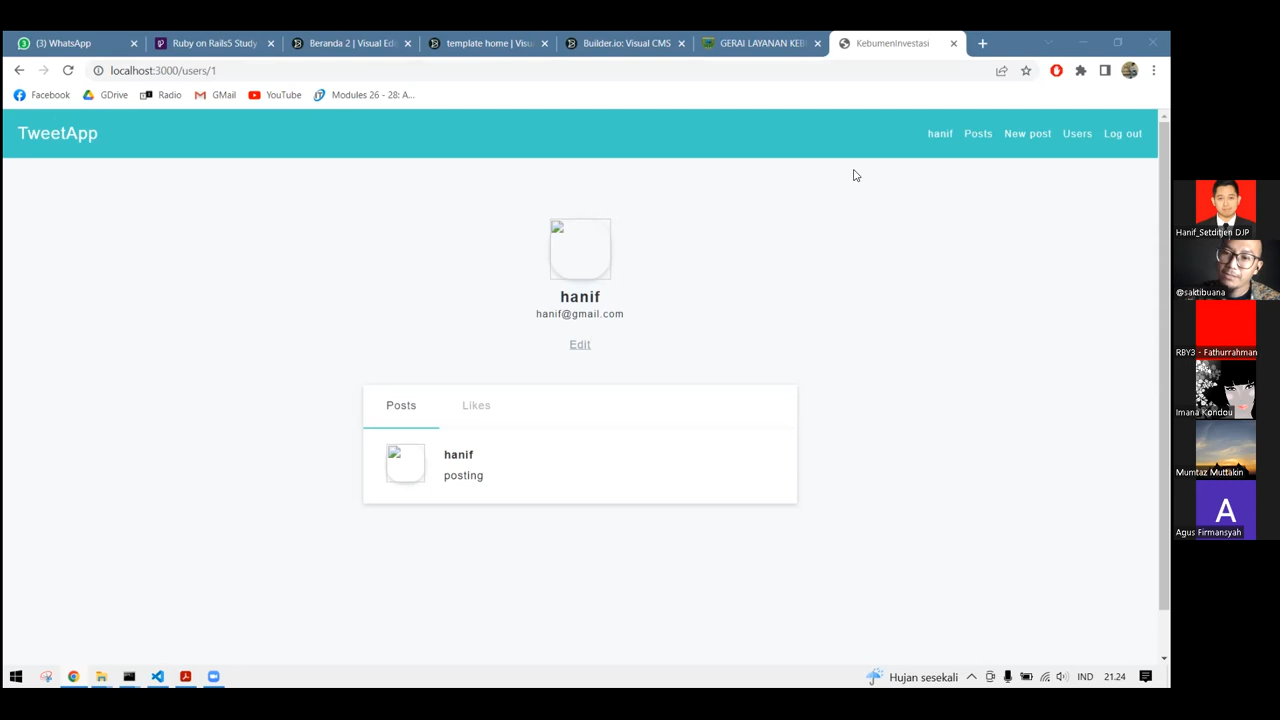 (3) WhatsApp
Ruby on Rails5 Study
Beranda 2 | Visual Edi
template home | Visu
Builder.io: Visual CMS
GERAI LAYANAN KEB
KebumenInvestasi
localhost:3000/users/1
Facebook
GDrive
Radio
GMail
YouTube
Modules 26 - 28: A...
TweetApp
hanif
Posts
New post
Users
Log out
hanif
hanif@gmail.com
Edit
Posts
Likes
hanif
posting
Hanif_Setditjen DJP
@saktibuana
RBY3 - Fathurrahman
Imana Kondou
Mumtaz Muttakin
A
Agus Firmansyah
Hujan sesekali
IND
21.24